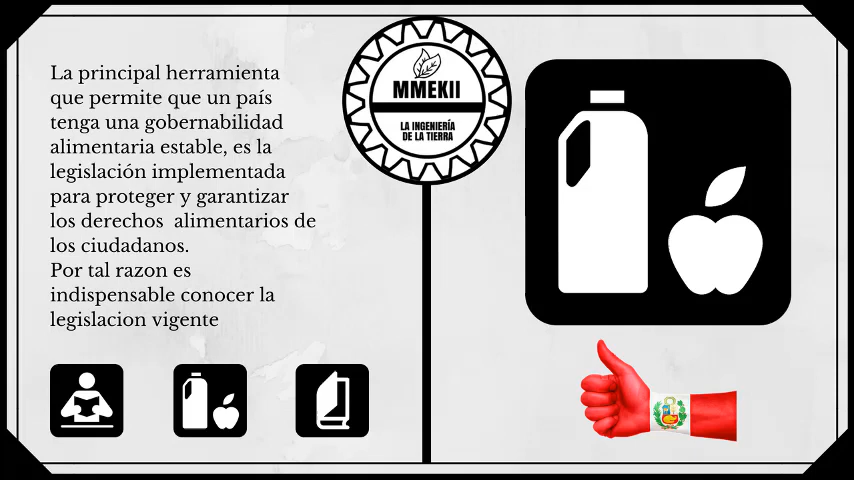 La principal herramienta
que permite que un país
tenga una gobernabilidad
alimentaria estable, es la
legislación implementada
para proteger y garantizar
los derechos  alimentarios de
los ciudadanos.
Por tal razon es
indispensable conocer la
legislacion vigente
MMEKII
LA INGENIERÍA
DE LA TIERRA